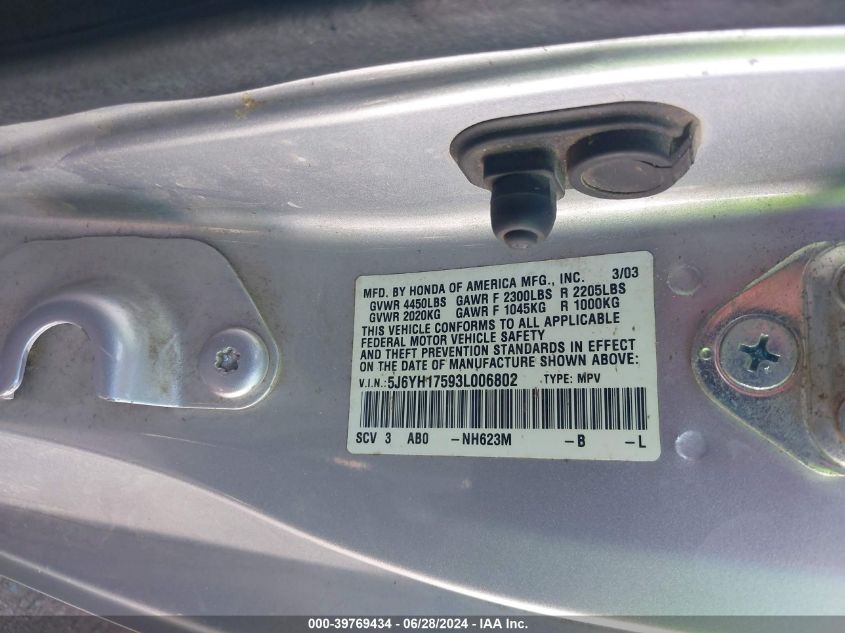 MFD. BY HONDA OF AMERICA MFG., INC. 3/03
GVWR 4450LBS GAWR F 2300LBS R 2205LBS
GVWR 2020KG GAWR F 1045KG R 1000KG
THIS VEHICLE CONFORMS TO ALL APPLICABLE
FEDERAL MOTOR VEHICLE SAFETY
AND THEFT PREVENTION STANDARDS IN EFFECT
ON THE DATE OF MANUFACTURE SHOWN ABOVE:
V.I.N.: 5J6YH17593L006802 TYPE: MPV
SCV 3 AB0 -NH623M -B -L
000-39769434 - 06/28/2024 - IAA Inc.